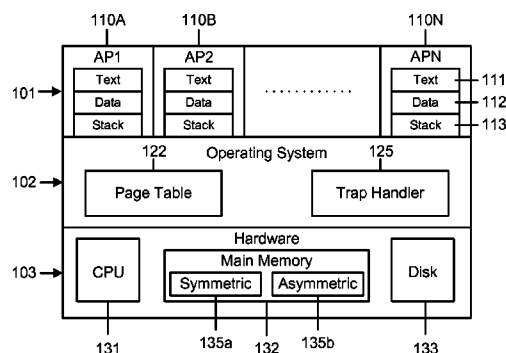 110A 110B 110N
AP1 AP2 APN
Text Text Text 111
101 Data Data .............. Data 112
Stack Stack Stack 113
122 Operating System 125
102 Page Table Trap Handler
Hardware
103 CPU Main Memory Disk
Symmetric Asymmetric
131 135a 132 135b 133